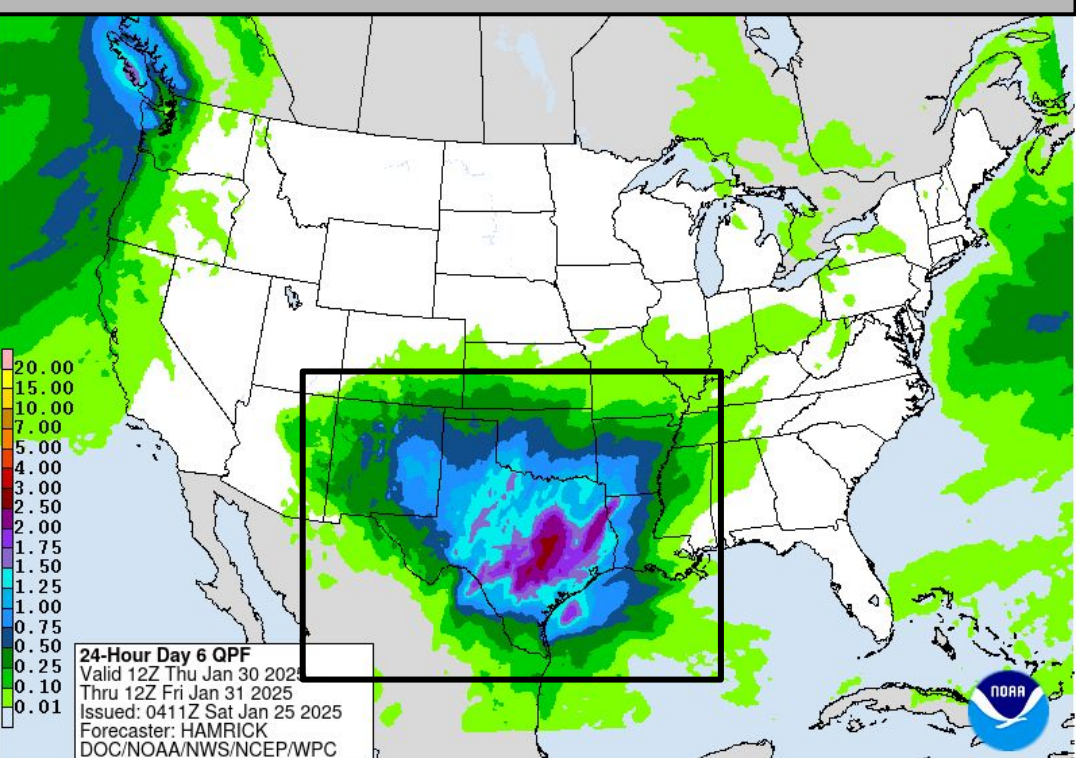 20.00
15.00
10.00
7.00
5.00
4.00
3.00
2.50
2.00
1.75
1.50
1.25
1.00
0.75
0.50
0.25
0.10
0.01
24-Hour Day 6 QPF
Valid 12Z Thu Jan 30 2025
Thru 12Z Fri Jan 31 2025
Issued: 0411Z Sat Jan 25 2025
Forecaster: HAMRICK
DOC/NOAA/NWS/NCEP/WPC
NOAA